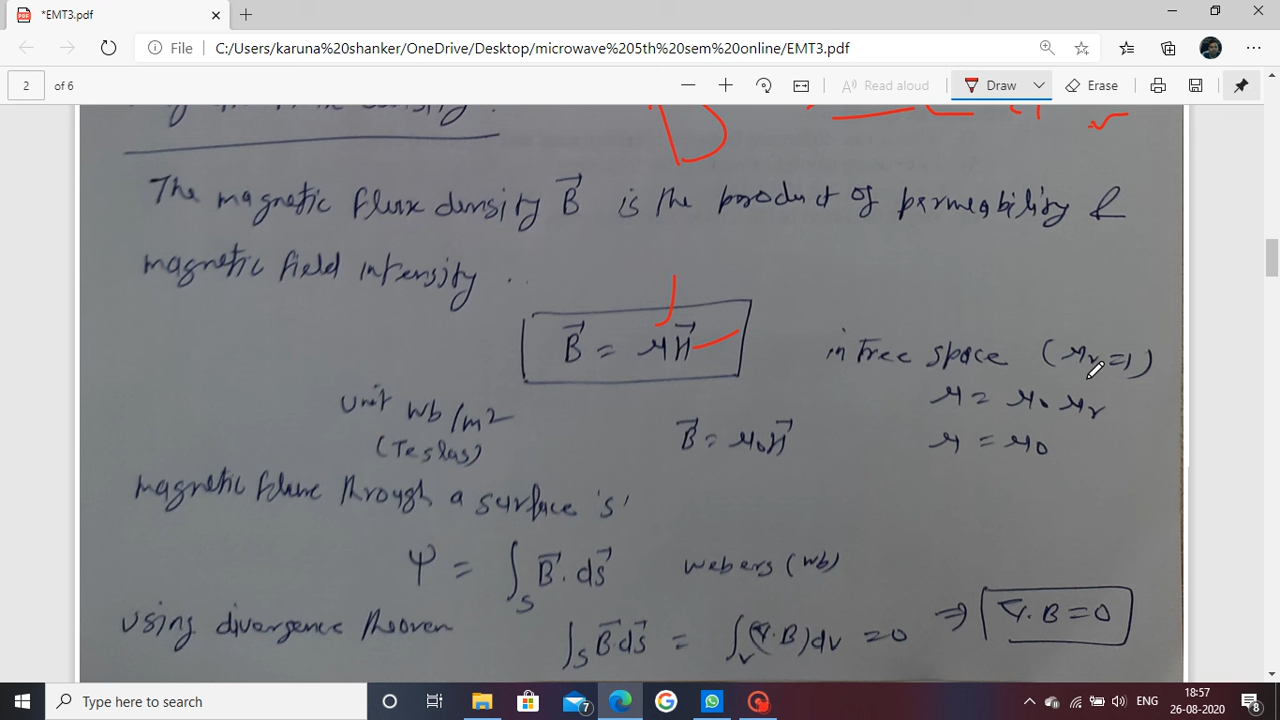 *EMT3.pdf
File C:/Users/karuna%20shanker/OneDrive/Desktop/microwave%205th%20sem%20online/EMT3.pdf
2 of 6 Read aloud Draw Erase
density.
B
The magnetic flux density B⃗ is the product of permeability &
magnetic field intensity ..
B⃗ = μH⃗
in free space (μr=1)
Unit Wb/m2
μ = μ0 μr
(Teslas)
B⃗ = μ0H⃗
μ = μ0
magnetic flux through a surface 's'
Ψ = ∫S B⃗. ds⃗ webers (wb)
using divergence theorem ∫S B⃗.ds⃗ = ∫v (∇.B)dv =0 ⇒ ∇.B=0
Type here to search 7 ENG 18:57 26-08-2020 8